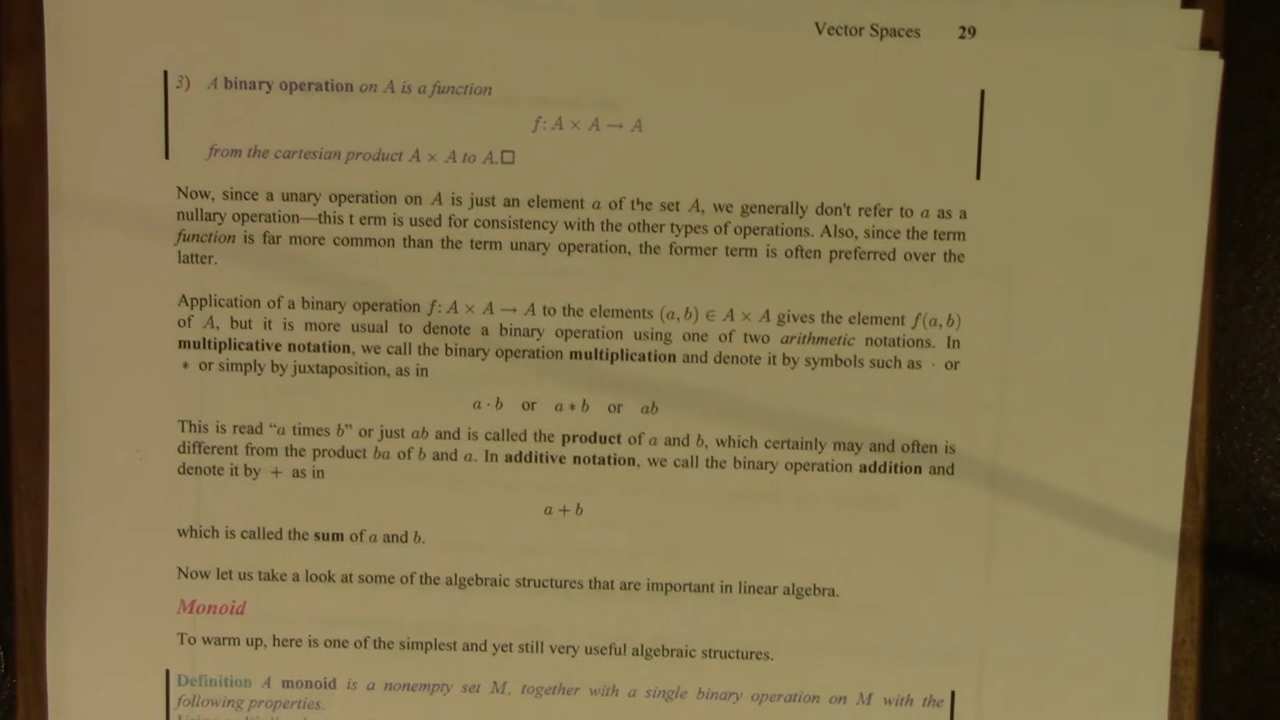 Vector Spaces 29
3) A binary operation on A is a function
f: A × A → A
from the cartesian product A × A to A.□
Now, since a unary operation on A is just an element a of the set A, we generally don't refer to a as a
nullary operation—this t erm is used for consistency with the other types of operations. Also, since the term
function is far more common than the term unary operation, the former term is often preferred over the
latter.
Application of a binary operation f: A × A → A to the elements (a, b) ∈ A × A gives the element f(a, b)
of A, but it is more usual to denote a binary operation using one of two arithmetic notations. In
multiplicative notation, we call the binary operation multiplication and denote it by symbols such as · or
* or simply by juxtaposition, as in
a · b or a * b or ab
This is read “a times b” or just ab and is called the product of a and b, which certainly may and often is
different from the product ba of b and a. In additive notation, we call the binary operation addition and
denote it by + as in
a + b
which is called the sum of a and b.
Now let us take a look at some of the algebraic structures that are important in linear algebra.
Monoid
To warm up, here is one of the simplest and yet still very useful algebraic structures.
Definition A monoid is a nonempty set M, together with a single binary operation on M with the
following properties.